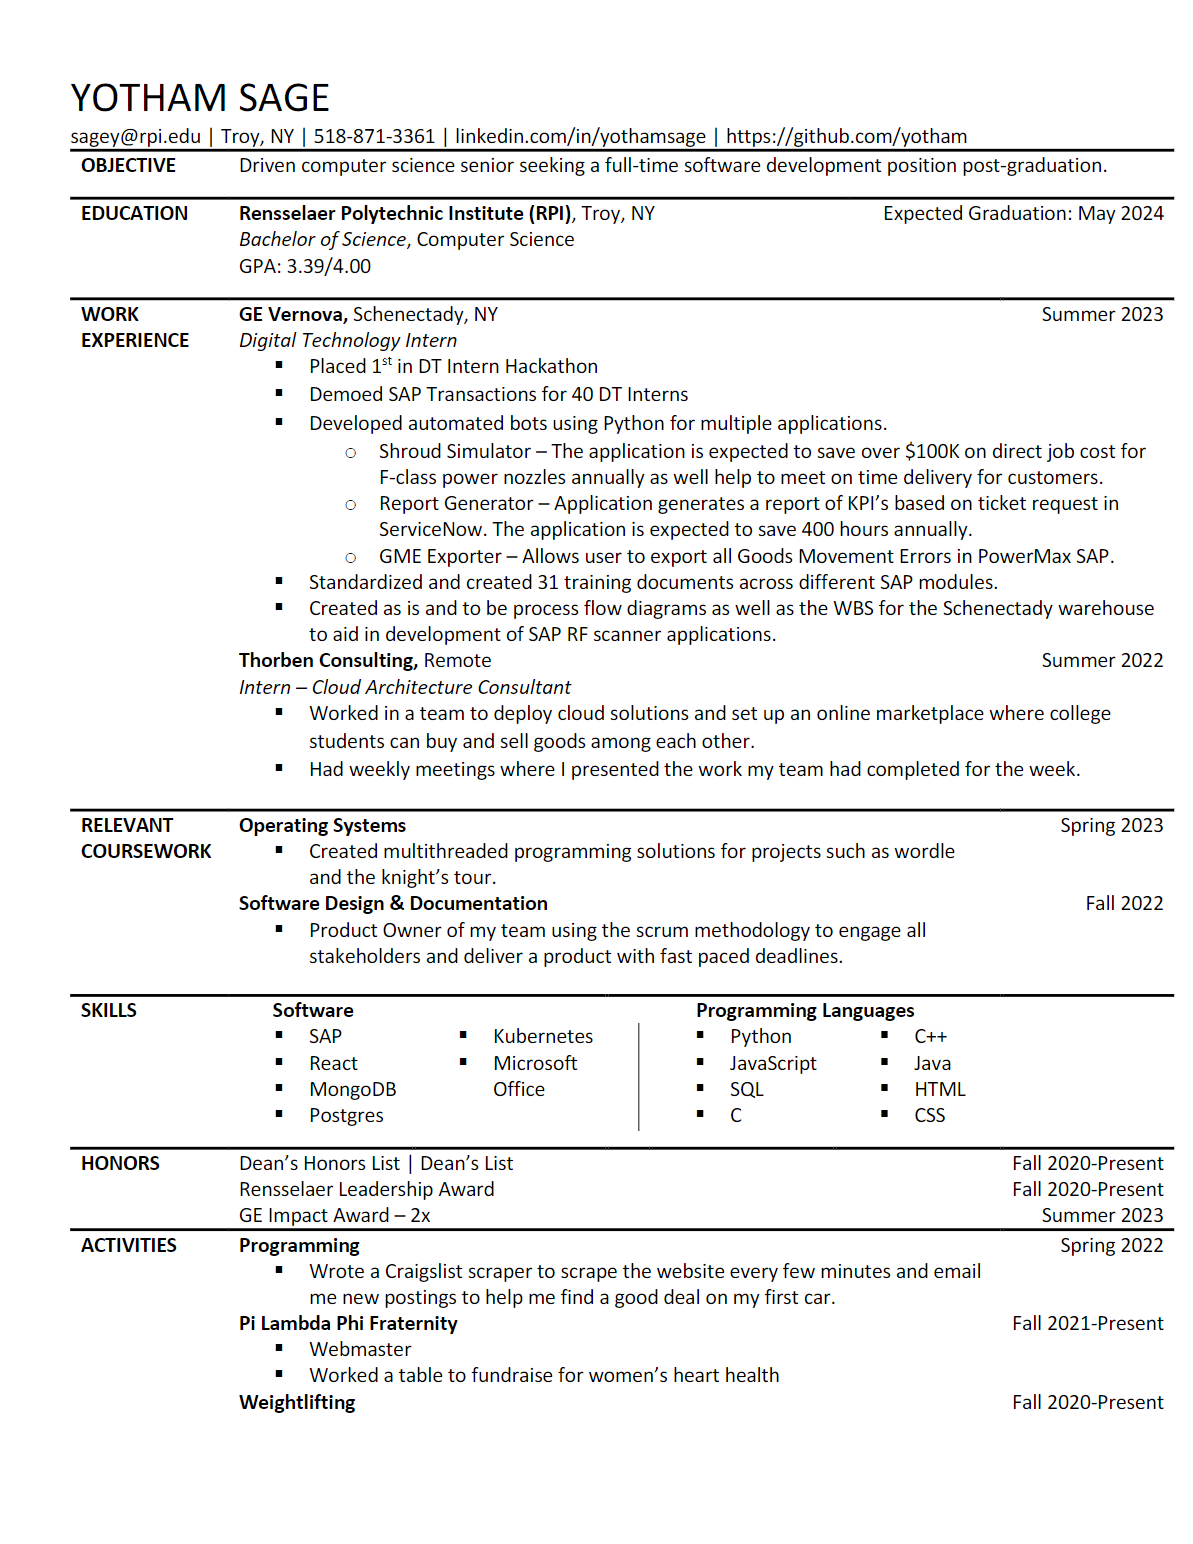 YOTHAM SAGE
sagey@rpi.edu | Troy, NY | 518-871-3361 | linkedin.com/in/yothamsage | https://github.com/yotham
OBJECTIVE Driven computer science senior seeking a full-time software development position post-graduation.
EDUCATION Rensselaer Polytechnic Institute (RPI), Troy, NY Expected Graduation: May 2024
Bachelor of Science, Computer Science
GPA: 3.39/4.00
WORK EXPERIENCE GE Vernova, Schenectady, NY Summer 2023
Digital Technology Intern
▪ Placed 1st in DT Intern Hackathon
▪ Demoed SAP Transactions for 40 DT Interns
▪ Developed automated bots using Python for multiple applications.
○ Shroud Simulator – The application is expected to save over $100K on direct job cost for
F-class power nozzles annually as well help to meet on time delivery for customers.
○ Report Generator – Application generates a report of KPI’s based on ticket request in
ServiceNow. The application is expected to save 400 hours annually.
○ GME Exporter – Allows user to export all Goods Movement Errors in PowerMax SAP.
▪ Standardized and created 31 training documents across different SAP modules.
▪ Created as is and to be process flow diagrams as well as the WBS for the Schenectady warehouse
to aid in development of SAP RF scanner applications.
Thorben Consulting, Remote Summer 2022
Intern – Cloud Architecture Consultant
▪ Worked in a team to deploy cloud solutions and set up an online marketplace where college
students can buy and sell goods among each other.
▪ Had weekly meetings where I presented the work my team had completed for the week.
RELEVANT COURSEWORK Operating Systems Spring 2023
▪ Created multithreaded programming solutions for projects such as wordle
and the knight’s tour.
Software Design & Documentation Fall 2022
▪ Product Owner of my team using the scrum methodology to engage all
stakeholders and deliver a product with fast paced deadlines.
SKILLS Software Programming Languages
▪ SAP ▪ Kubernetes ▪ Python ▪ C++
▪ React ▪ Microsoft ▪ JavaScript ▪ Java
▪ MongoDB Office ▪ SQL ▪ HTML
▪ Postgres ▪ C ▪ CSS
HONORS Dean’s Honors List | Dean’s List Fall 2020-Present
Rensselaer Leadership Award Fall 2020-Present
GE Impact Award – 2x Summer 2023
ACTIVITIES Programming Spring 2022
▪ Wrote a Craigslist scraper to scrape the website every few minutes and email
me new postings to help me find a good deal on my first car.
Pi Lambda Phi Fraternity Fall 2021-Present
▪ Webmaster
▪ Worked a table to fundraise for women’s heart health
Weightlifting Fall 2020-Present